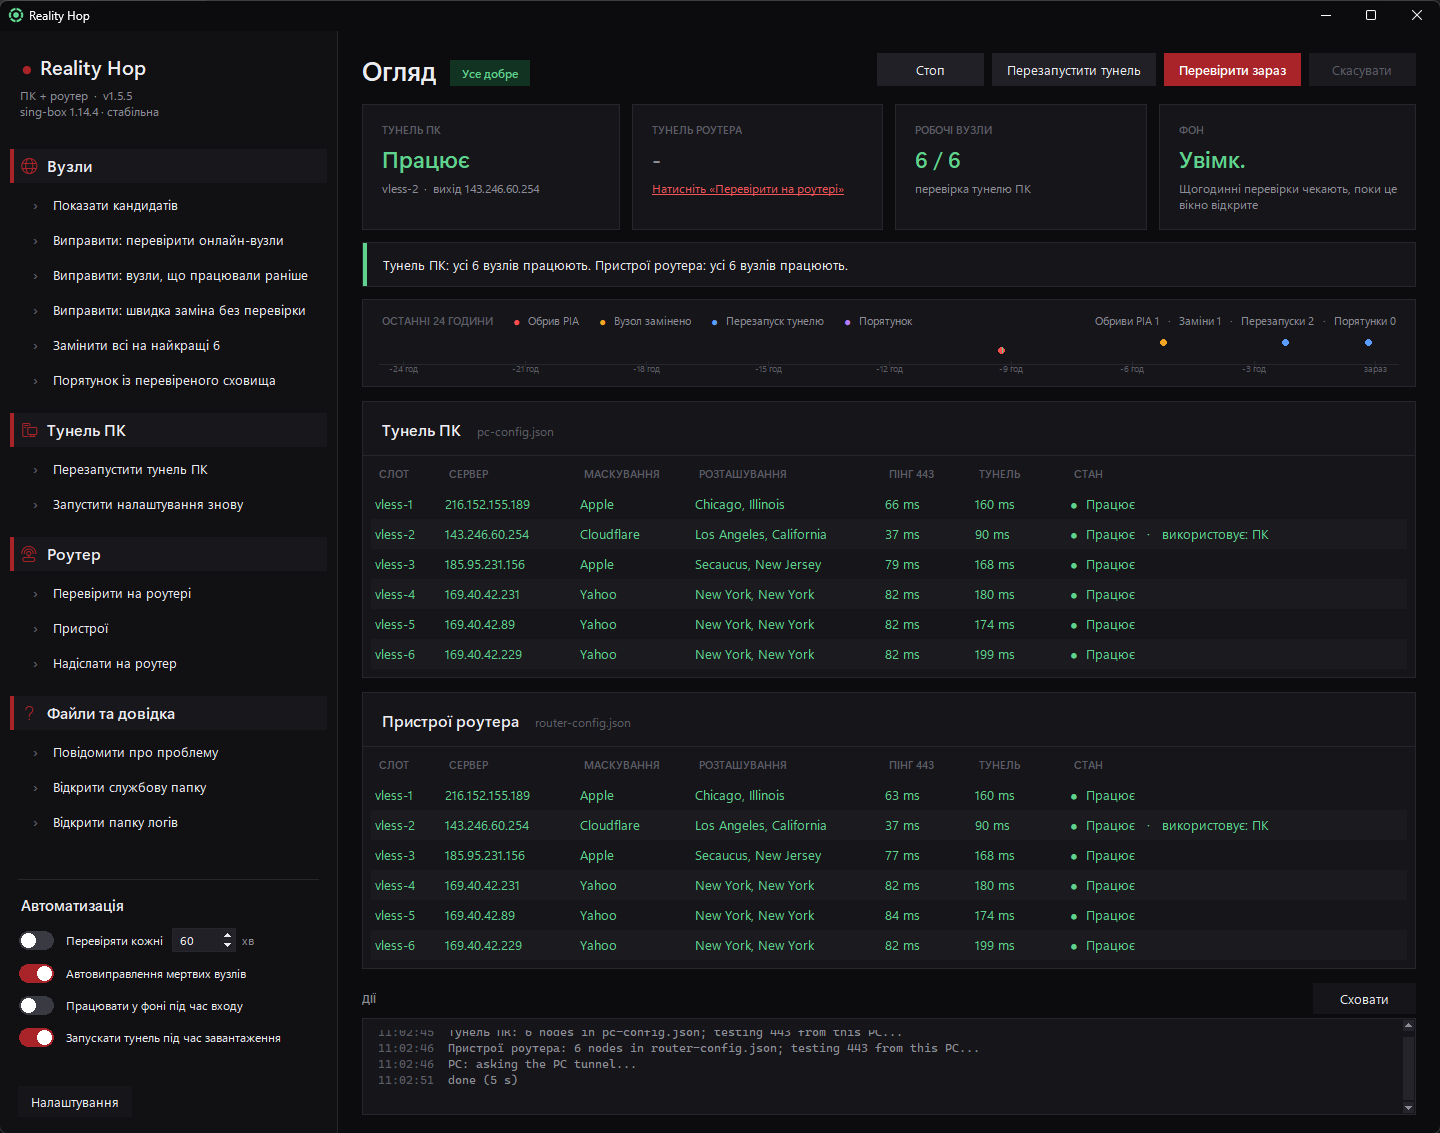 Reality Hop
Reality Hop
ПК + роутер · v1.5.5
sing-box 1.14.4 · стабільна
Вузли
› Показати кандидатів
› Виправити: перевірити онлайн-вузли
› Виправити: вузли, що працювали раніше
› Виправити: швидка заміна без перевірки
› Замінити всі на найкращі 6
› Порятунок із перевіреного сховища
Тунель ПК
› Перезапустити тунель ПК
› Запустити налаштування знову
Роутер
› Перевірити на роутері
› Пристрої
› Надіслати на роутер
Файли та довідка
› Повідомити про проблему
› Відкрити службову папку
› Відкрити папку логів
Автоматизація
Перевіряти кожні 60 хв
Автовиправлення мертвих вузлів
Працювати у фоні під час входу
Запускати тунель під час завантаження
Налаштування
Огляд Усе добре Стоп Перезапустити тунель Перевірити зараз Скасувати
ТУНЕЛЬ ПК
Працює
vless-2 · вихід 143.246.60.254
ТУНЕЛЬ РОУТЕРА
-
Натисніть «Перевірити на роутері»
РОБОЧІ ВУЗЛИ
6 / 6
перевірка тунелю ПК
ФОН
Увімк.
Щогодинні перевірки чекають, поки це
вікно відкрите
Тунель ПК: усі 6 вузлів працюють. Пристрої роутера: усі 6 вузлів працюють.
ОСТАННІ 24 ГОДИНИ • Обрив PIA • Вузол замінено • Перезапуск тунелю • Порятунок Обриви PIA 1 · Заміни 1 · Перезапуски 2 · Порятунки 0
-24 год -21 год -18 год -15 год -12 год -9 год -6 год -3 год зараз
Тунель ПК pc-config.json
СЛОТ СЕРВЕР МАСКУВАННЯ РОЗТАШУВАННЯ ПІНГ 443 ТУНЕЛЬ СТАН
vless-1 216.152.155.189 Apple Chicago, Illinois 66 ms 160 ms • Працює
vless-2 143.246.60.254 Cloudflare Los Angeles, California 37 ms 90 ms • Працює · використовує: ПК
vless-3 185.95.231.156 Apple Secaucus, New Jersey 79 ms 168 ms • Працює
vless-4 169.40.42.231 Yahoo New York, New York 82 ms 180 ms • Працює
vless-5 169.40.42.89 Yahoo New York, New York 82 ms 174 ms • Працює
vless-6 169.40.42.229 Yahoo New York, New York 82 ms 199 ms • Працює
Пристрої роутера router-config.json
СЛОТ СЕРВЕР МАСКУВАННЯ РОЗТАШУВАННЯ ПІНГ 443 ТУНЕЛЬ СТАН
vless-1 216.152.155.189 Apple Chicago, Illinois 63 ms 160 ms • Працює
vless-2 143.246.60.254 Cloudflare Los Angeles, California 37 ms 90 ms • Працює · використовує: ПК
vless-3 185.95.231.156 Apple Secaucus, New Jersey 77 ms 168 ms • Працює
vless-4 169.40.42.231 Yahoo New York, New York 82 ms 180 ms • Працює
vless-5 169.40.42.89 Yahoo New York, New York 84 ms 174 ms • Працює
vless-6 169.40.42.229 Yahoo New York, New York 82 ms 199 ms • Працює
ДІЇ Сховати
11:02:45 Тунель ПК: 6 nodes in pc-config.json; testing 443 from this PC...
11:02:46 Пристрої роутера: 6 nodes in router-config.json; testing 443 from this PC...
11:02:46 PC: asking the PC tunnel...
11:02:51 done (5 s)